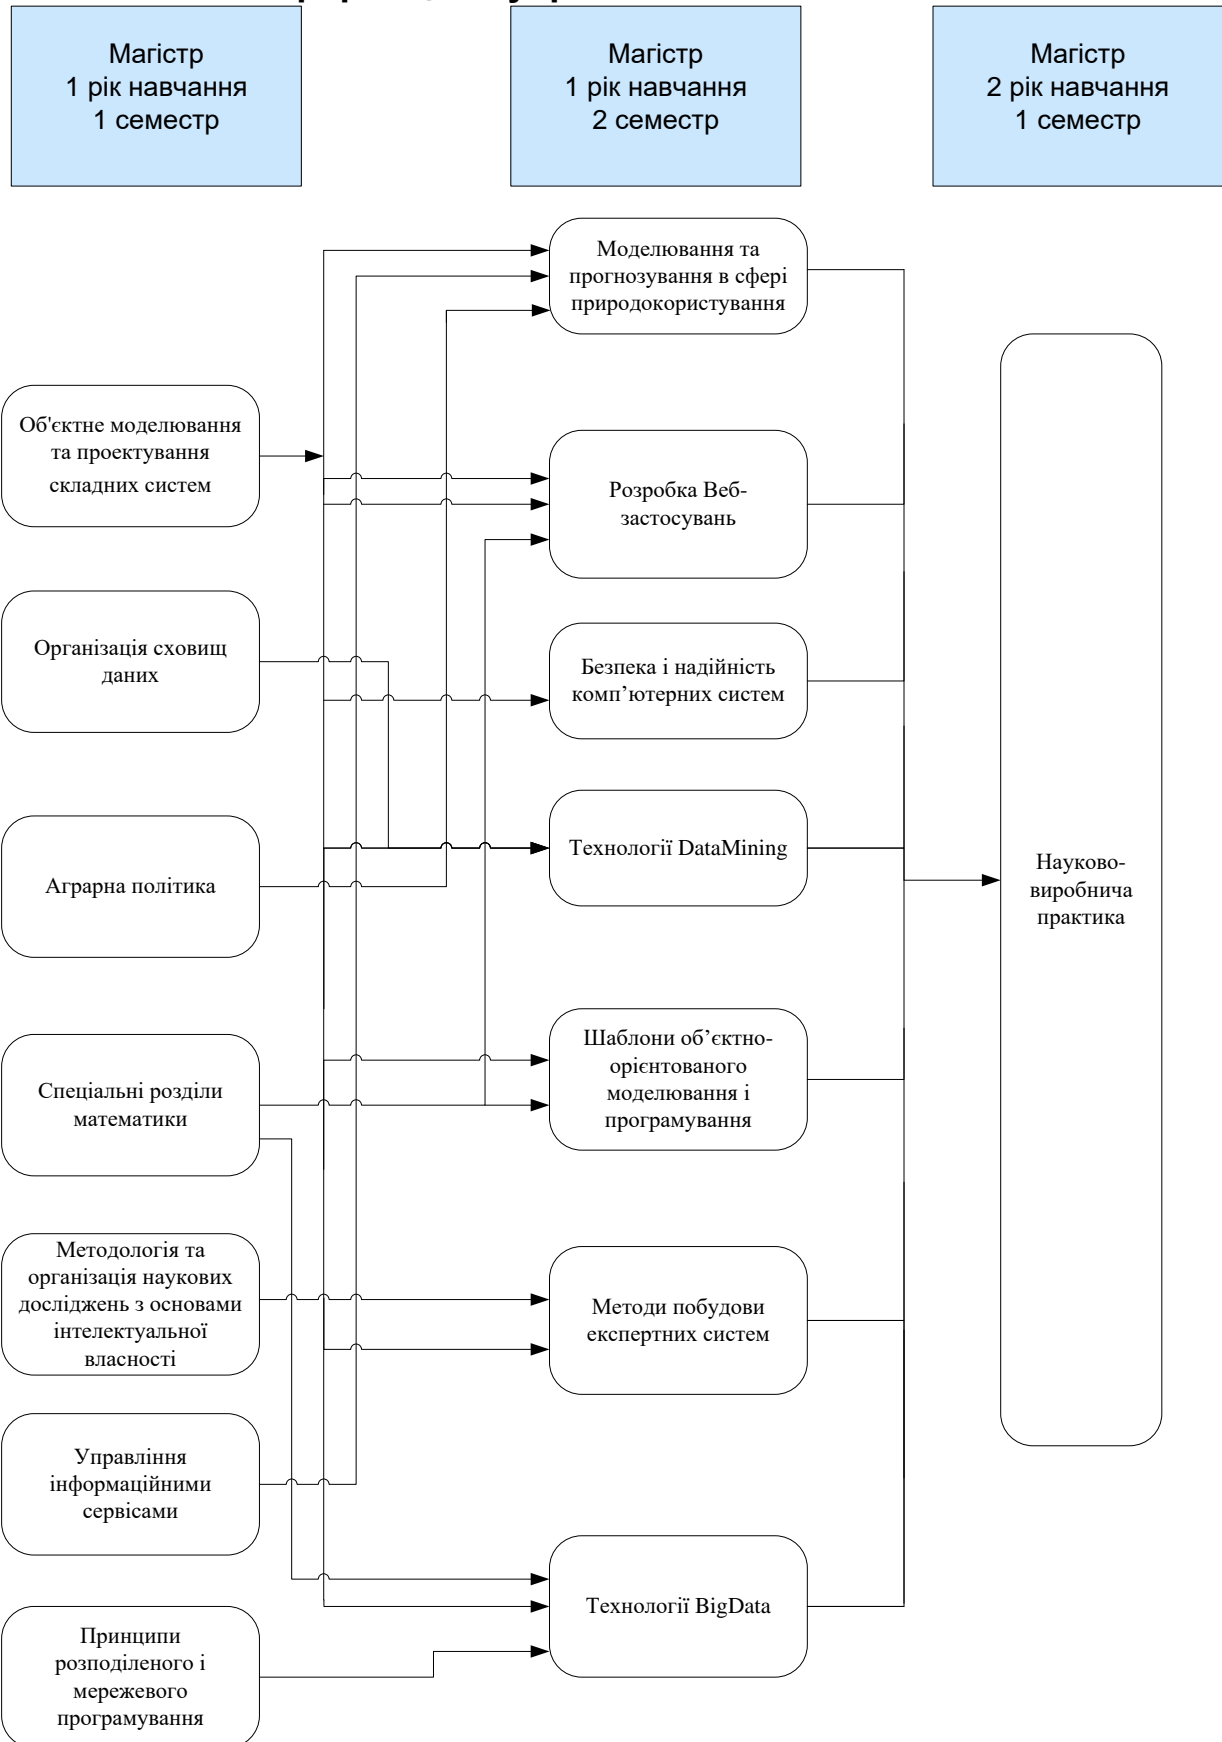 Магістр
1 рік навчання
1 семестр
Магістр
1 рік навчання
2 семестр
Магістр
2 рік навчання
1 семестр
Об'єктне моделювання
та проектування
складних систем
Організація сховищ
даних
Аграрна політика
Спеціальні розділи
математики
Методологія та
організація наукових
досліджень з основами
інтелектуальної
власності
Управління
інформаційними
сервісами
Принципи
розподіленого і
мережевого
програмування
Моделювання та
прогнозування в сфері
природокористування
Розробка Веб-
застосувань
Безпека і надійність
комп’ютерних систем
Технології DataMining
Шаблони об’єктно-
орієнтованого
моделювання і
програмування
Методи побудови
експертних систем
Технології BigData
Науково-
виробнича
практика